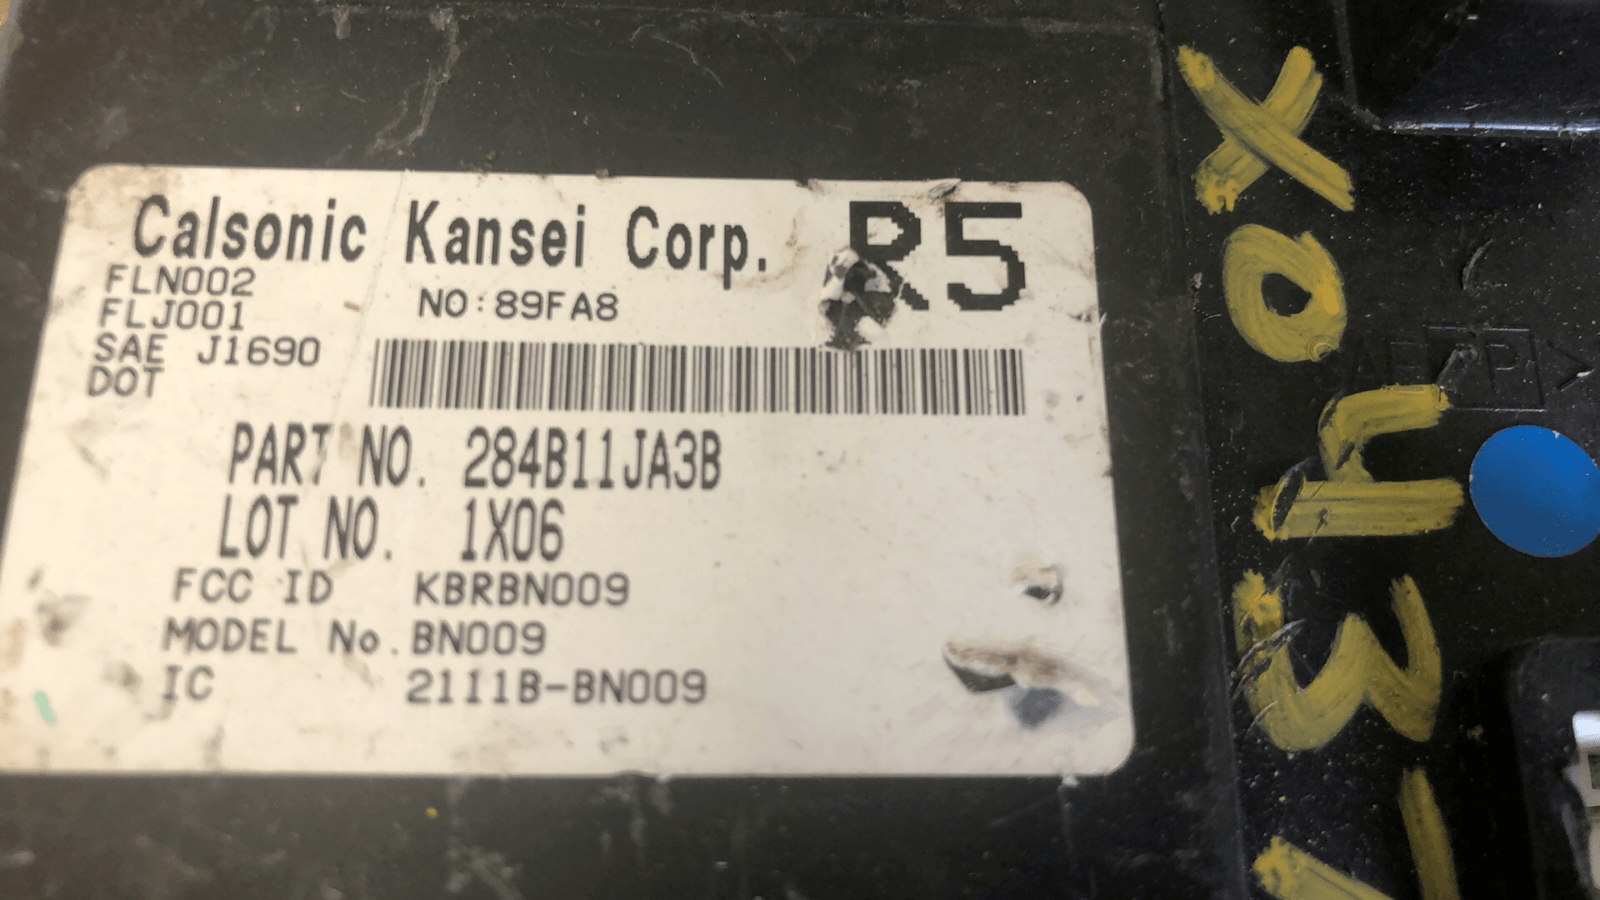 Calsonic Kansei Corp. R5
FLN002
FLJ001
NO:89FA8
SAE J1690
DOT
PART NO. 284B11JA3B
LOT NO. 1X06
FCC ID KBRBN009
MODEL No. BN009
IC 2111B-BN009